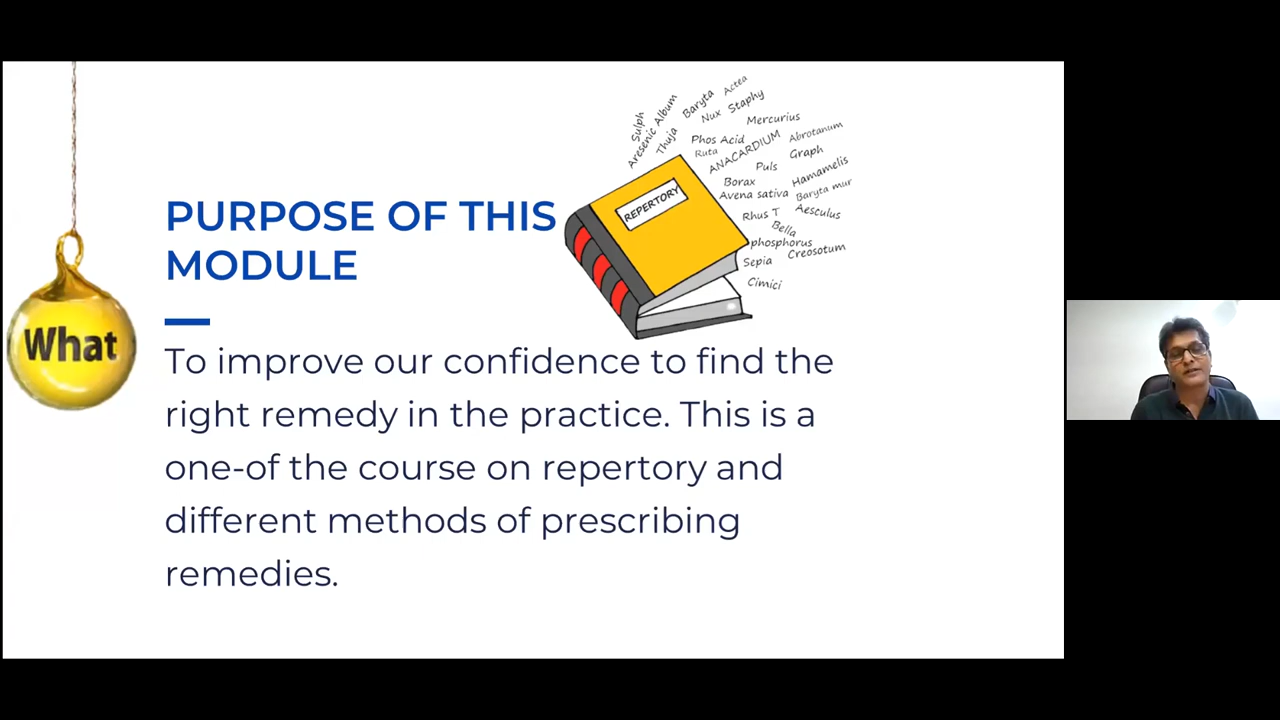 What
PURPOSE OF THIS
MODULE
To improve our confidence to find the
right remedy in the practice. This is a
one-of the course on repertory and
different methods of prescribing
remedies.
REPERTORY
Sulph
Aresenic Album
Thuja
Baryta
Actea
Nux
Staphy
Mercurius
Phos Acid
Ruta
ANACARDIUM
Abrotanum
Graph
Puls
Borax
Hamamelis
Avena sativa
Baryta mur
Rhus T
Aesculus
Bella
phosphorus
Creosotum
Sepia
Cimici